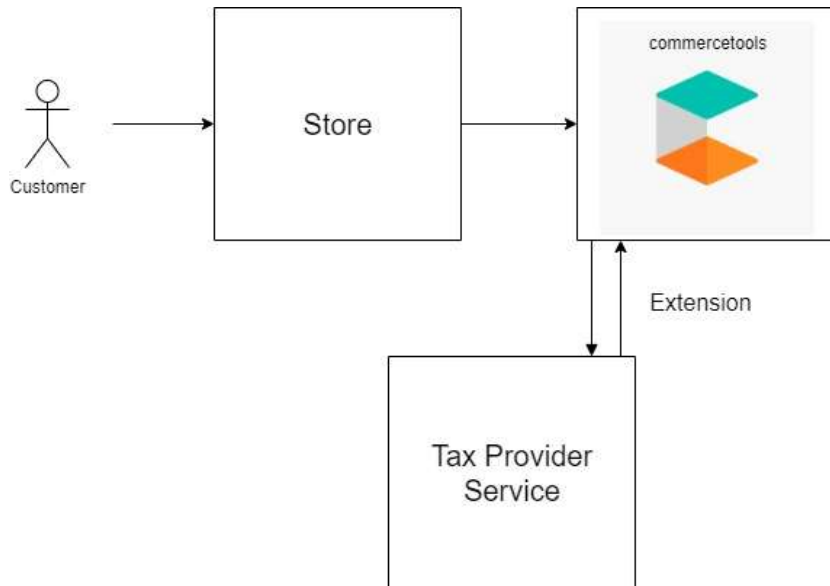 commercetools
Store
Customer
Extension
Tax Provider
Service